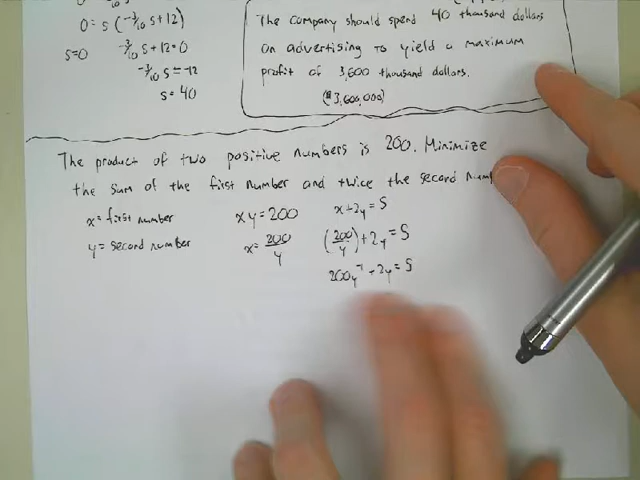 0 = s(-3/10 s + 12)
s=0 -3/10 s + 12 = 0
-3/10 s = -12
s = 40
The company should spend 40 thousand dollars
on advertising to yield a maximum
profit of 3,600 thousand dollars.
($3,600,000)
The product of two positive numbers is 200. Minimize
the sum of the first number and twice the second
x = first number xy = 200 x + 2y = S
y = second number x = 200/y (200/y) + 2y = S
200y⁻¹ + 2y = S